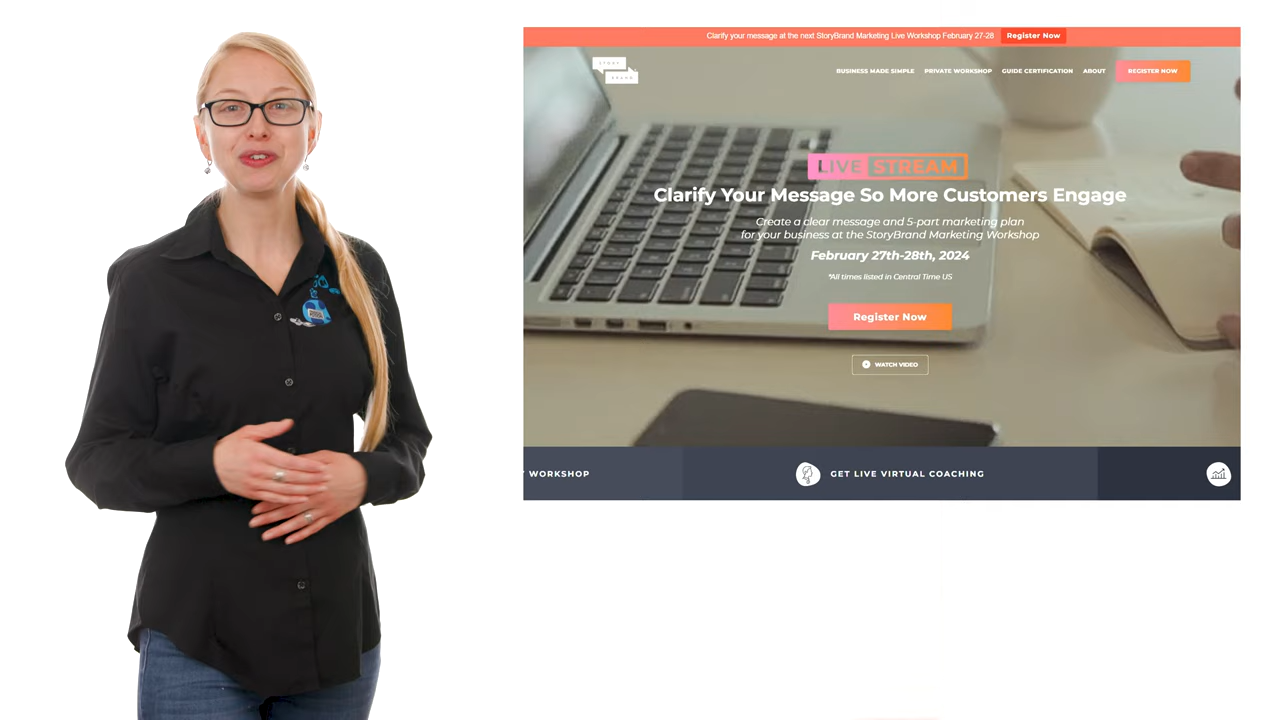 Clarify your message at the next StoryBrand Marketing Live Workshop February 27-28 Register Now
STORY
BRAND
BUSINESS MADE SIMPLE PRIVATE WORKSHOP GUIDE CERTIFICATION ABOUT REGISTER NOW
LIVE STREAM
Clarify Your Message So More Customers Engage
Create a clear message and 5-part marketing plan
for your business at the StoryBrand Marketing Workshop
February 27th-28th, 2024
*All times listed in Central Time US
Register Now
WATCH VIDEO
WORKSHOP
GET LIVE VIRTUAL COACHING